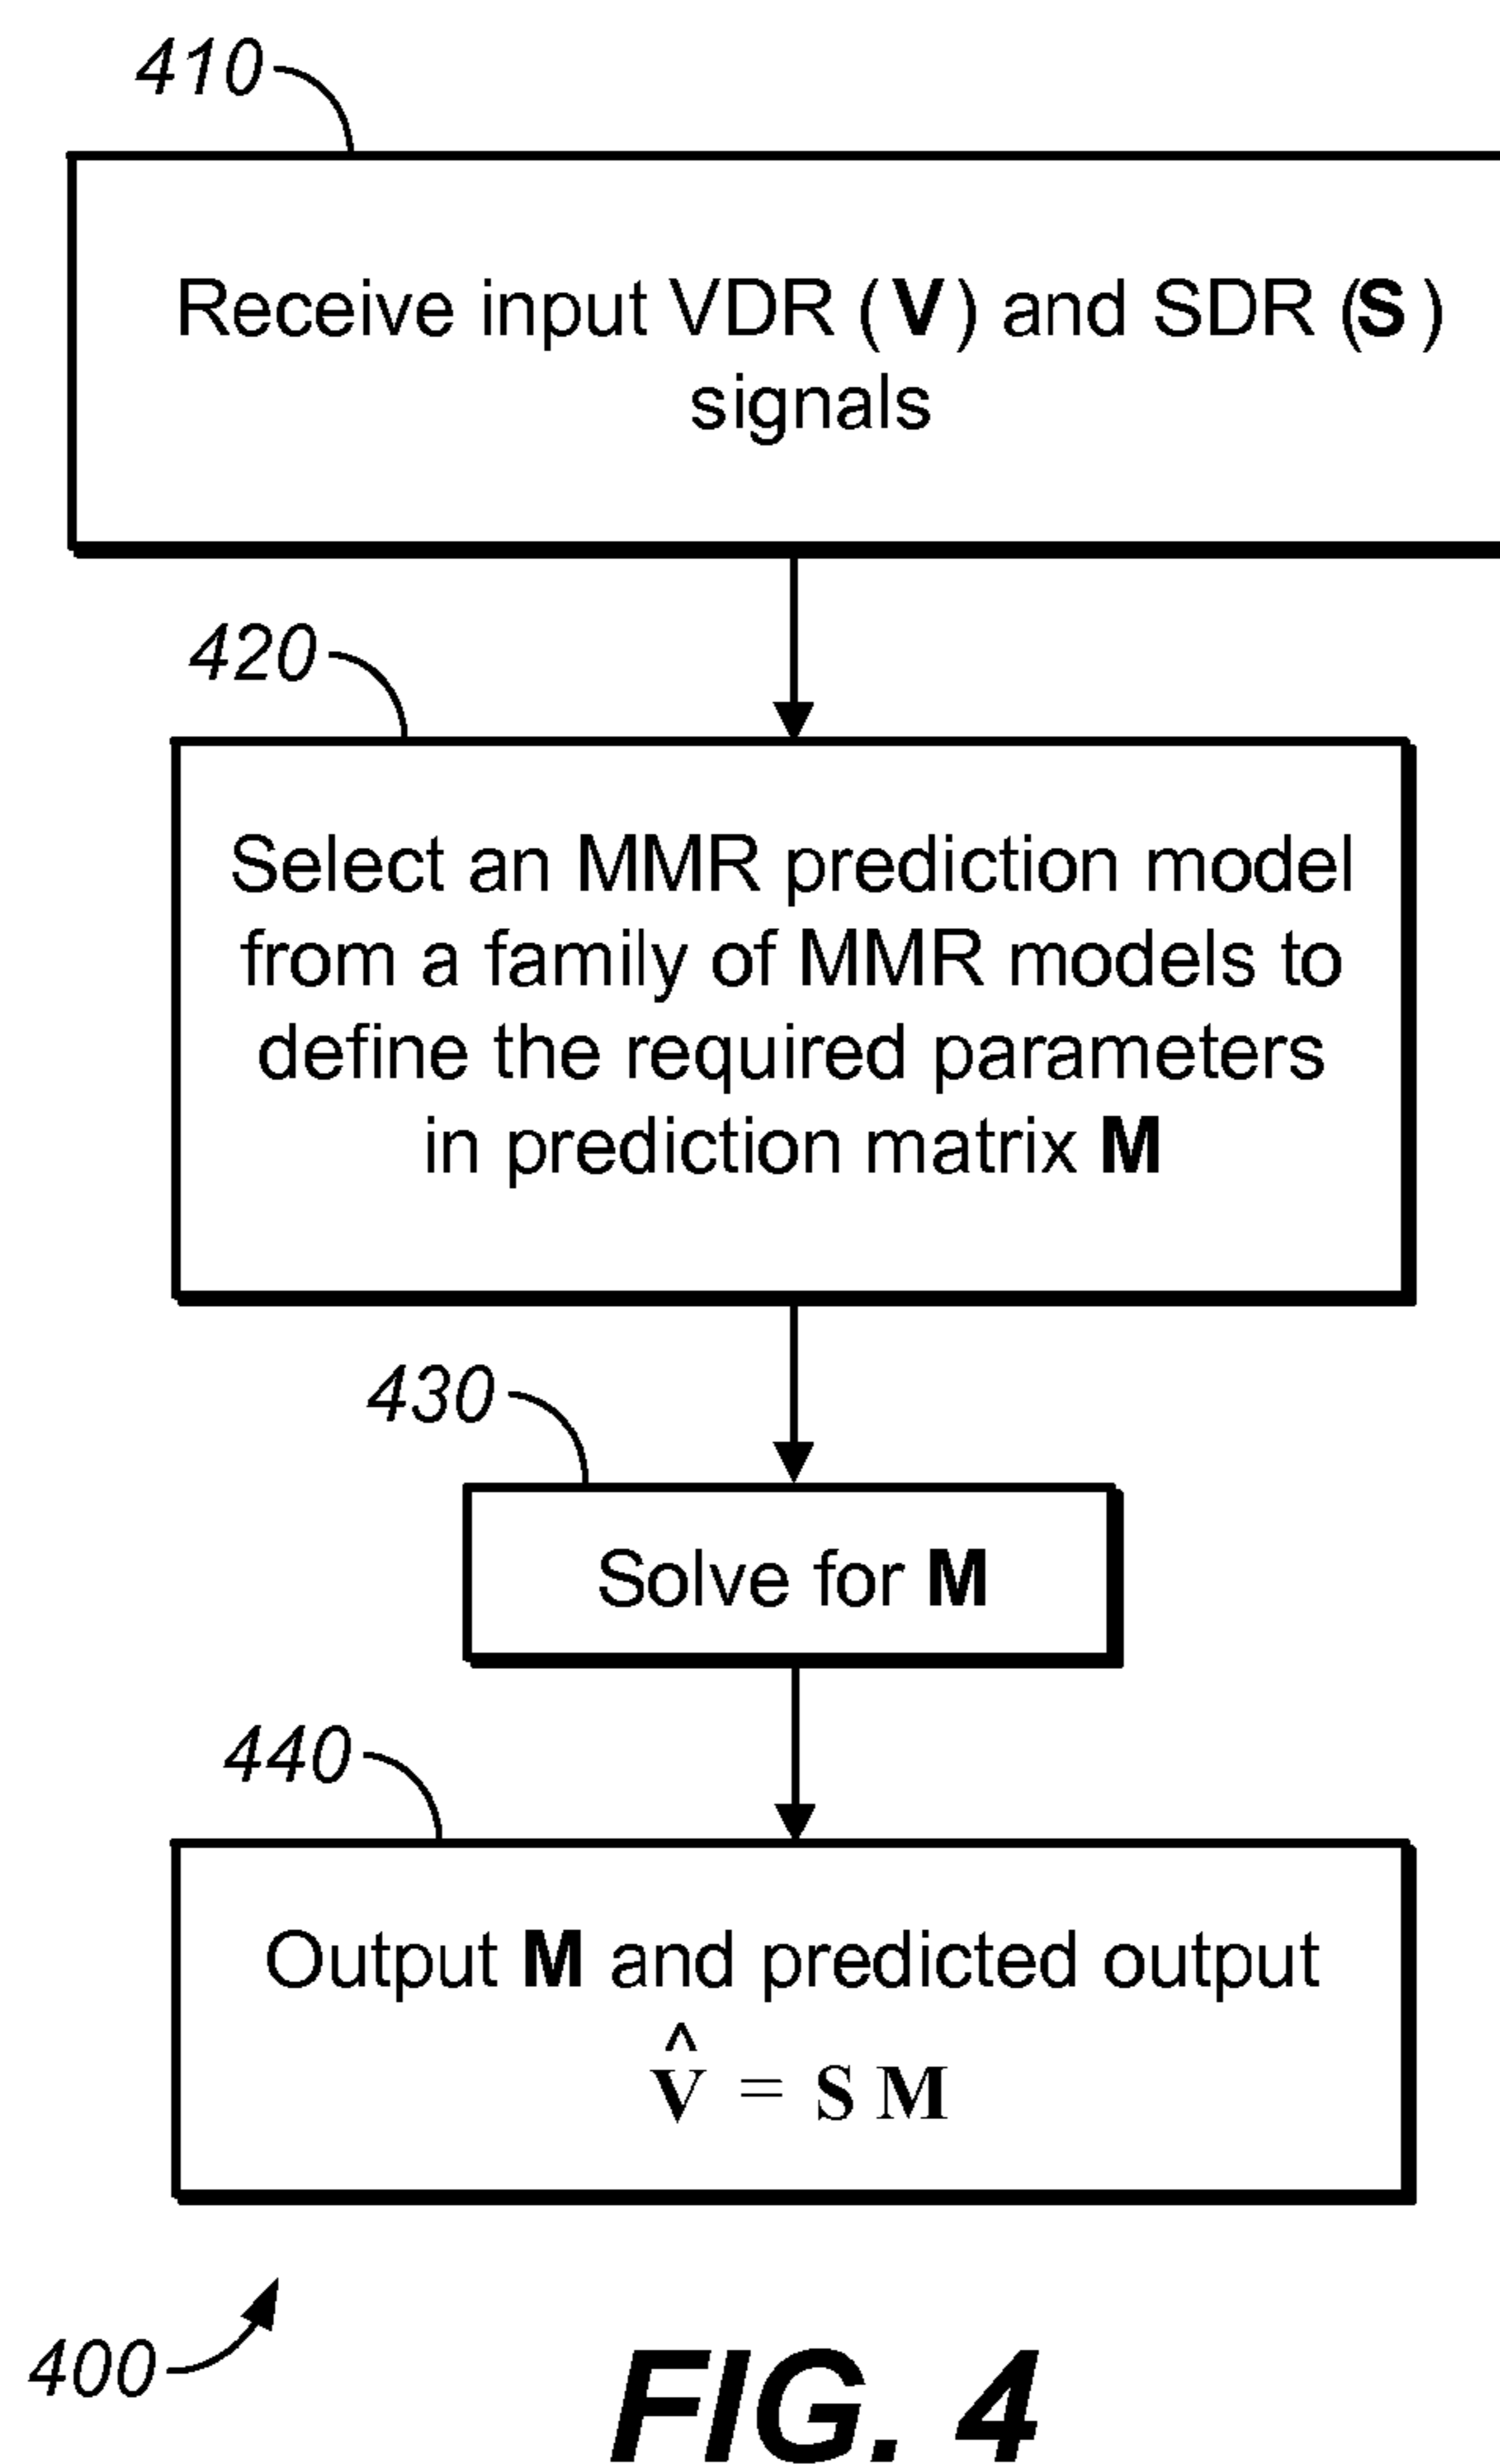 410
Receive input VDR (V) and SDR (S)
signals
420
Select an MMR prediction model
from a family of MMR models to
define the required parameters
in prediction matrix M
430
Solve for M
440
Output M and predicted output
V̂ = S M
400
FIG. 4